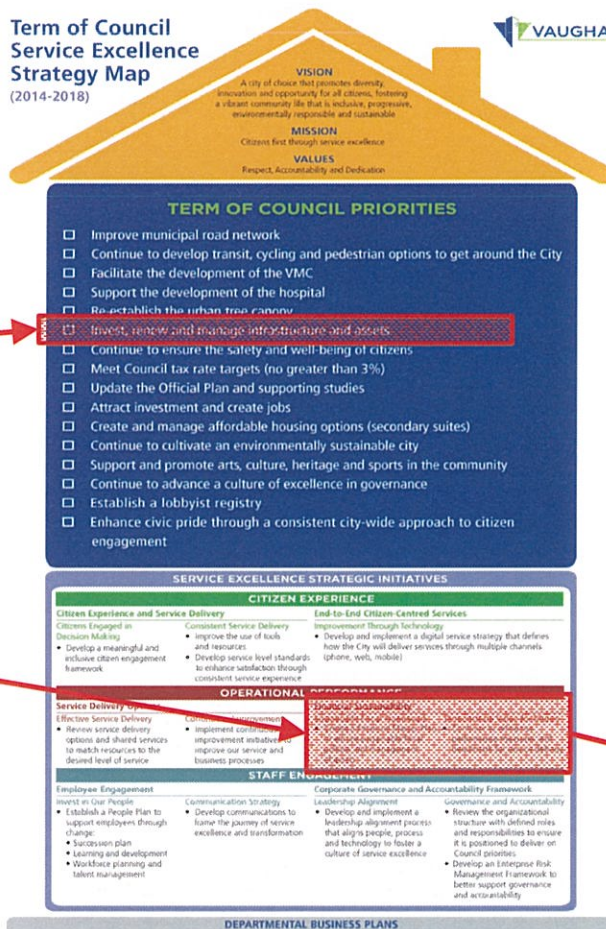 Term of Council
Service Excellence
Strategy Map
(2014-2018)
VAUGHA
VISION
A city of choice that promotes diversity,
innovation and opportunity for all citizens, fostering
a vibrant community life that is inclusive, progressive,
environmentally responsible and sustainable
MISSION
Citizens first through service excellence
VALUES
Respect, Accountability and Dedication
TERM OF COUNCIL PRIORITIES
Improve municipal road network
Continue to develop transit, cycling and pedestrian options to get around the City
Facilitate the development of the VMC
Support the development of the hospital
Re-establish the urban tree canopy
Invest, renew and manage infrastructure and assets
Continue to ensure the safety and well-being of citizens
Meet Council tax rate targets (no greater than 3%)
Update the Official Plan and supporting studies
Attract investment and create jobs
Create and manage affordable housing options (secondary suites)
Continue to cultivate an environmentally sustainable city
Support and promote arts, culture, heritage and sports in the community
Continue to advance a culture of excellence in governance
Establish a lobbyist registry
Enhance civic pride through a consistent city-wide approach to citizen
engagement
SERVICE EXCELLENCE STRATEGIC INITIATIVES
CITIZEN EXPERIENCE
Citizen Experience and Service Delivery
Citizens Engaged in
Decision Making
• Develop a meaningful and
inclusive citizen engagement
framework
Consistent Service Delivery
• Improve the use of tools
and resources
• Develop service level standards
to enhance satisfaction through
consistent service experience
End-to-End Citizen-Centred Services
Improvement Through Technology
• Develop and implement a digital service strategy that defines
how the City will deliver services through multiple channels
(phone, web, mobile)
OPERATIONAL PERFORMANCE
Service Delivery
Effective Service Delivery
• Review service delivery
options and shared services
to match resources to the
desired level of service
Improvement
• Implement
improvement initiatives
improve our service and
business processes
Sustainability
STAFF ENGAGEMENT
Employee Engagement
Invest in Our People
• Establish a People Plan to
support employees through
change:
• Succession plan
• Learning and development
• Workforce planning and
talent management
Communication Strategy
• Develop communications to
frame the journey of service
excellence and transformation
Corporate Governance and Accountability Framework
Leadership Alignment
• Develop and implement a
leadership alignment process
that aligns people, process
and technology to foster a
culture of service excellence
Governance and Accountability
• Review the organizational
structure with defined roles
and responsibilities to ensure
it is positioned to deliver on
Council priorities
• Develop an Enterprise Risk
Management Framework to
better support governance
and accountability
DEPARTMENTAL BUSINESS PLANS